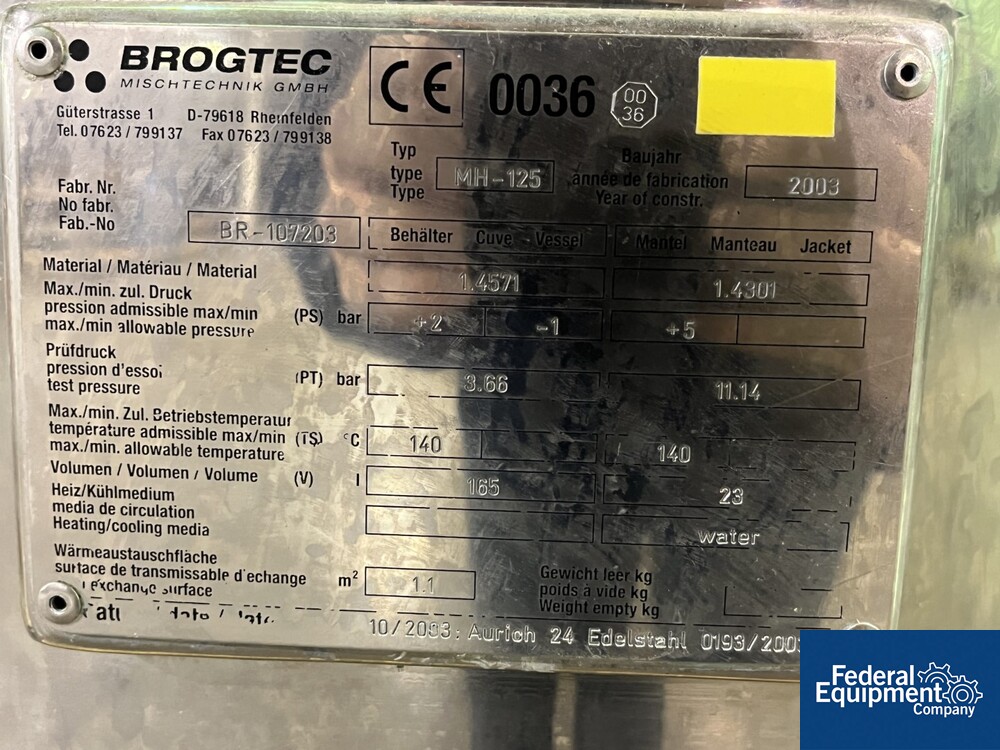 BROGTEC
MISCHTECHNIK GMBH
Güterstrasse 1 D-79618 Rheinfelden
Tel. 07623 / 799137 Fax 07623 / 799138
CE 0036
00
36
Typ
type
Type
MH-125
Baujahr
année de fabrication
Year of constr.
2003
Fabr. Nr.
No fabr.
Fab.-No
BR-107203
Behälter Cuve Vessel
Mantel Manteau Jacket
Material / Matériau / Material
1.4571
1.4301
Max./min. zul. Druck
pression admissible max/min
max./min allowable pressure
(PS) bar
+2 -1
+5
Prüfdruck
pression d'essoi
test pressure
(PT) bar
3.66
11.14
Max./min. Zul. Betriebstemperatur
température admissible max/min
max./min. allowable temperature
(TS) °C
140
140
Volumen / Volumen / Volume (V) l
165
23
Heiz/Kühlmedium
media de circulation
Heating/cooling media
water
Wärmeaustauschfläche
surface de transmissable d'echange
exchange surface
m²
1.1
Gewicht leer kg
poids à vide kg
Weight empty kg
Aurich 24 Edelstahl
Federal
Equipment
Company